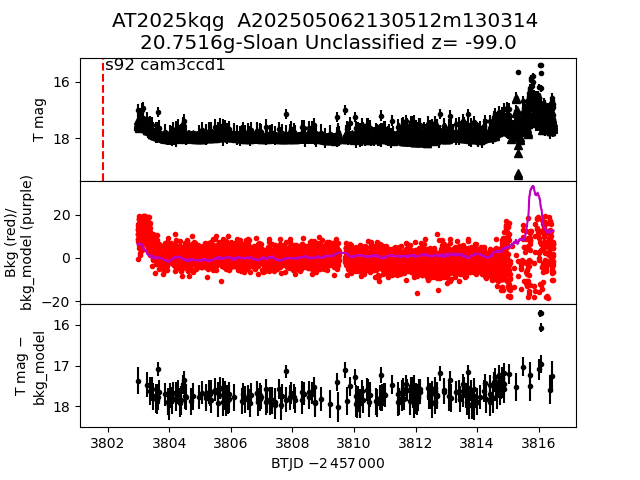 AT2025kqg  A202505062130512m130314
20.7516g-Sloan Unclassified z= -99.0
s92 cam3ccd1
T mag
16
18
Bkg (red)/
bkg_model (purple)
20
0
−20
T mag −
bkg_model
16
17
18
3802
3804
3806
3808
3810
3812
3814
3816
BTJD −2 457 000